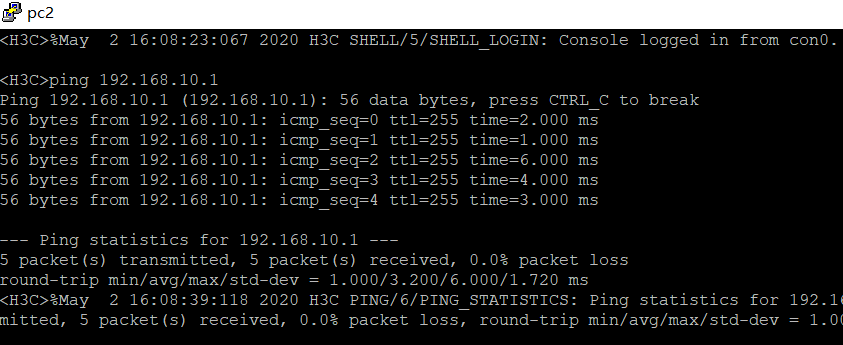 pc2
<H3C>%May  2 16:08:23:067 2020 H3C SHELL/5/SHELL_LOGIN: Console logged in from con0.
<H3C>ping 192.168.10.1
Ping 192.168.10.1 (192.168.10.1): 56 data bytes, press CTRL_C to break
56 bytes from 192.168.10.1: icmp_seq=0 ttl=255 time=2.000 ms
56 bytes from 192.168.10.1: icmp_seq=1 ttl=255 time=1.000 ms
56 bytes from 192.168.10.1: icmp_seq=2 ttl=255 time=6.000 ms
56 bytes from 192.168.10.1: icmp_seq=3 ttl=255 time=4.000 ms
56 bytes from 192.168.10.1: icmp_seq=4 ttl=255 time=3.000 ms
--- Ping statistics for 192.168.10.1 ---
5 packet(s) transmitted, 5 packet(s) received, 0.0% packet loss
round-trip min/avg/max/std-dev = 1.000/3.200/6.000/1.720 ms
<H3C>%May  2 16:08:39:118 2020 H3C PING/6/PING_STATISTICS: Ping statistics for 192.16
mitted, 5 packet(s) received, 0.0% packet loss, round-trip min/avg/max/std-dev = 1.00